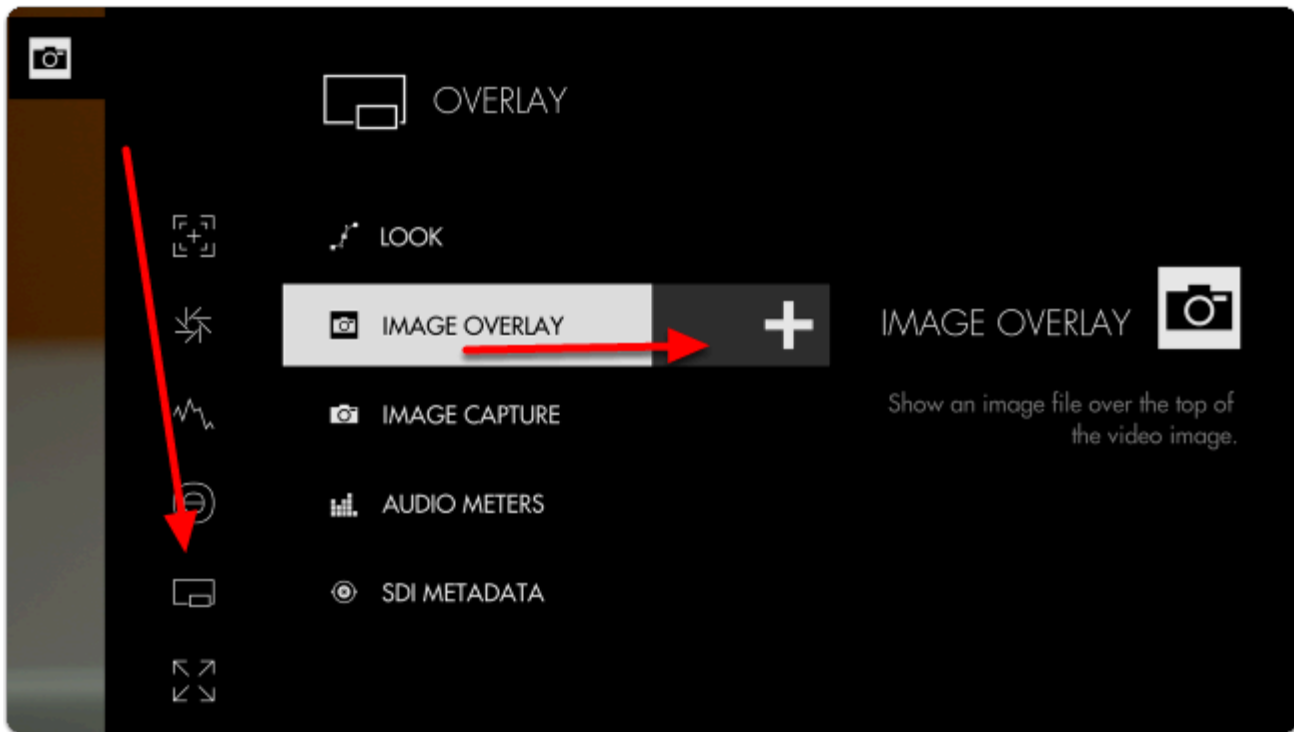 OVERLAY
LOOK
IMAGE OVERLAY
IMAGE CAPTURE
AUDIO METERS
SDI METADATA
IMAGE OVERLAY
Show an image file over the top of
the video image.